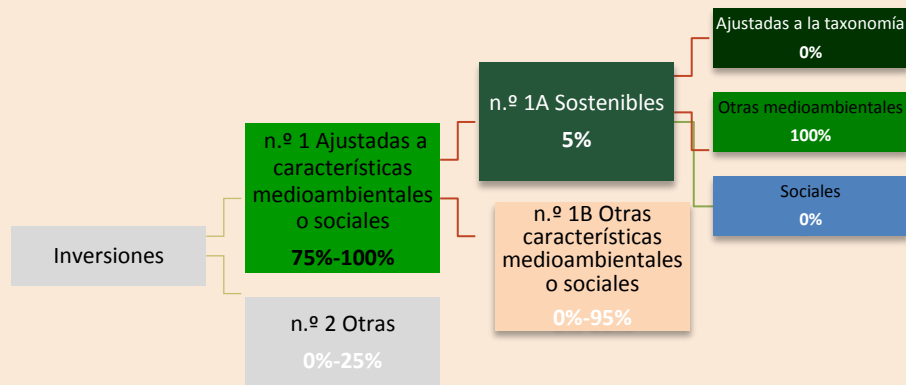 Inversiones
n.º 1 Ajustadas a
características
medioambientales
o sociales
75%-100%
n.º 2 Otras
0%-25%
n.º 1A Sostenibles
5%
n.º 1B Otras
características
medioambientales
o sociales
0%-95%
Ajustadas a la taxonomía
0%
Otras medioambientales
100%
Sociales
0%